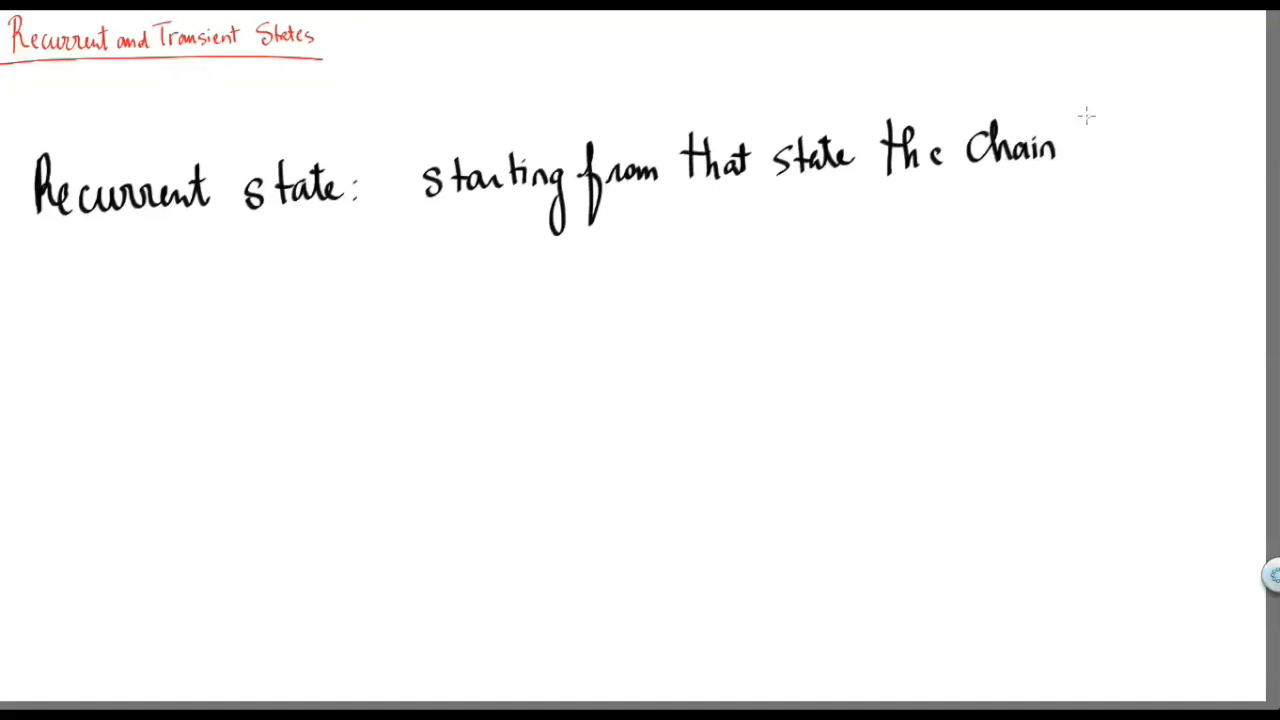 Recurrent and Transient States
Recurrent state: starting from that state the chain